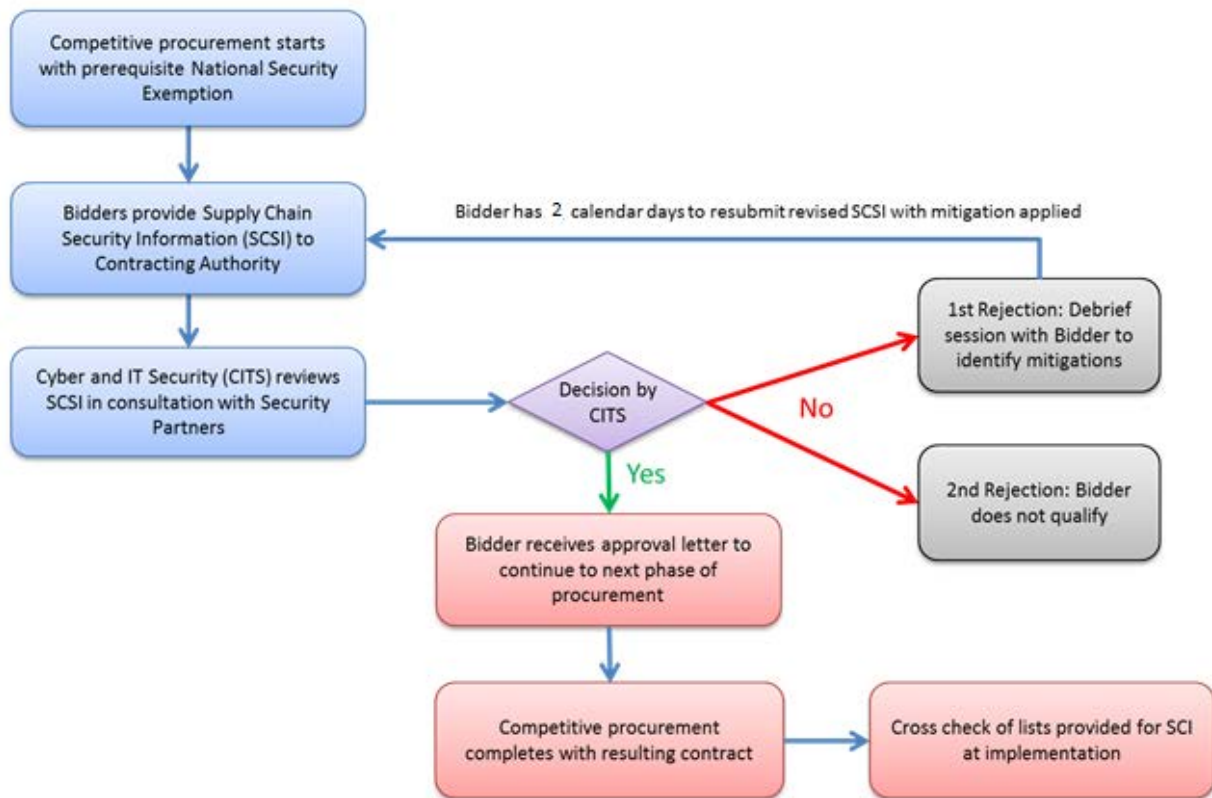 Competitive procurement starts
with prerequisite National Security
Exemption
Bidders provide Supply Chain
Security Information (SCSI) to
Contracting Authority
Bidder has 2 calendar days to resubmit revised SCSI with mitigation applied
Cyber and IT Security (CITS) reviews
SCSI in consultation with Security
Partners
Decision by
CITS
No
1st Rejection: Debrief
session with Bidder to
identify mitigations
2nd Rejection: Bidder
does not qualify
Yes
Bidder receives approval letter to
continue to next phase of
procurement
Competitive procurement
completes with resulting contract
Cross check of lists provided for SCI
at implementation